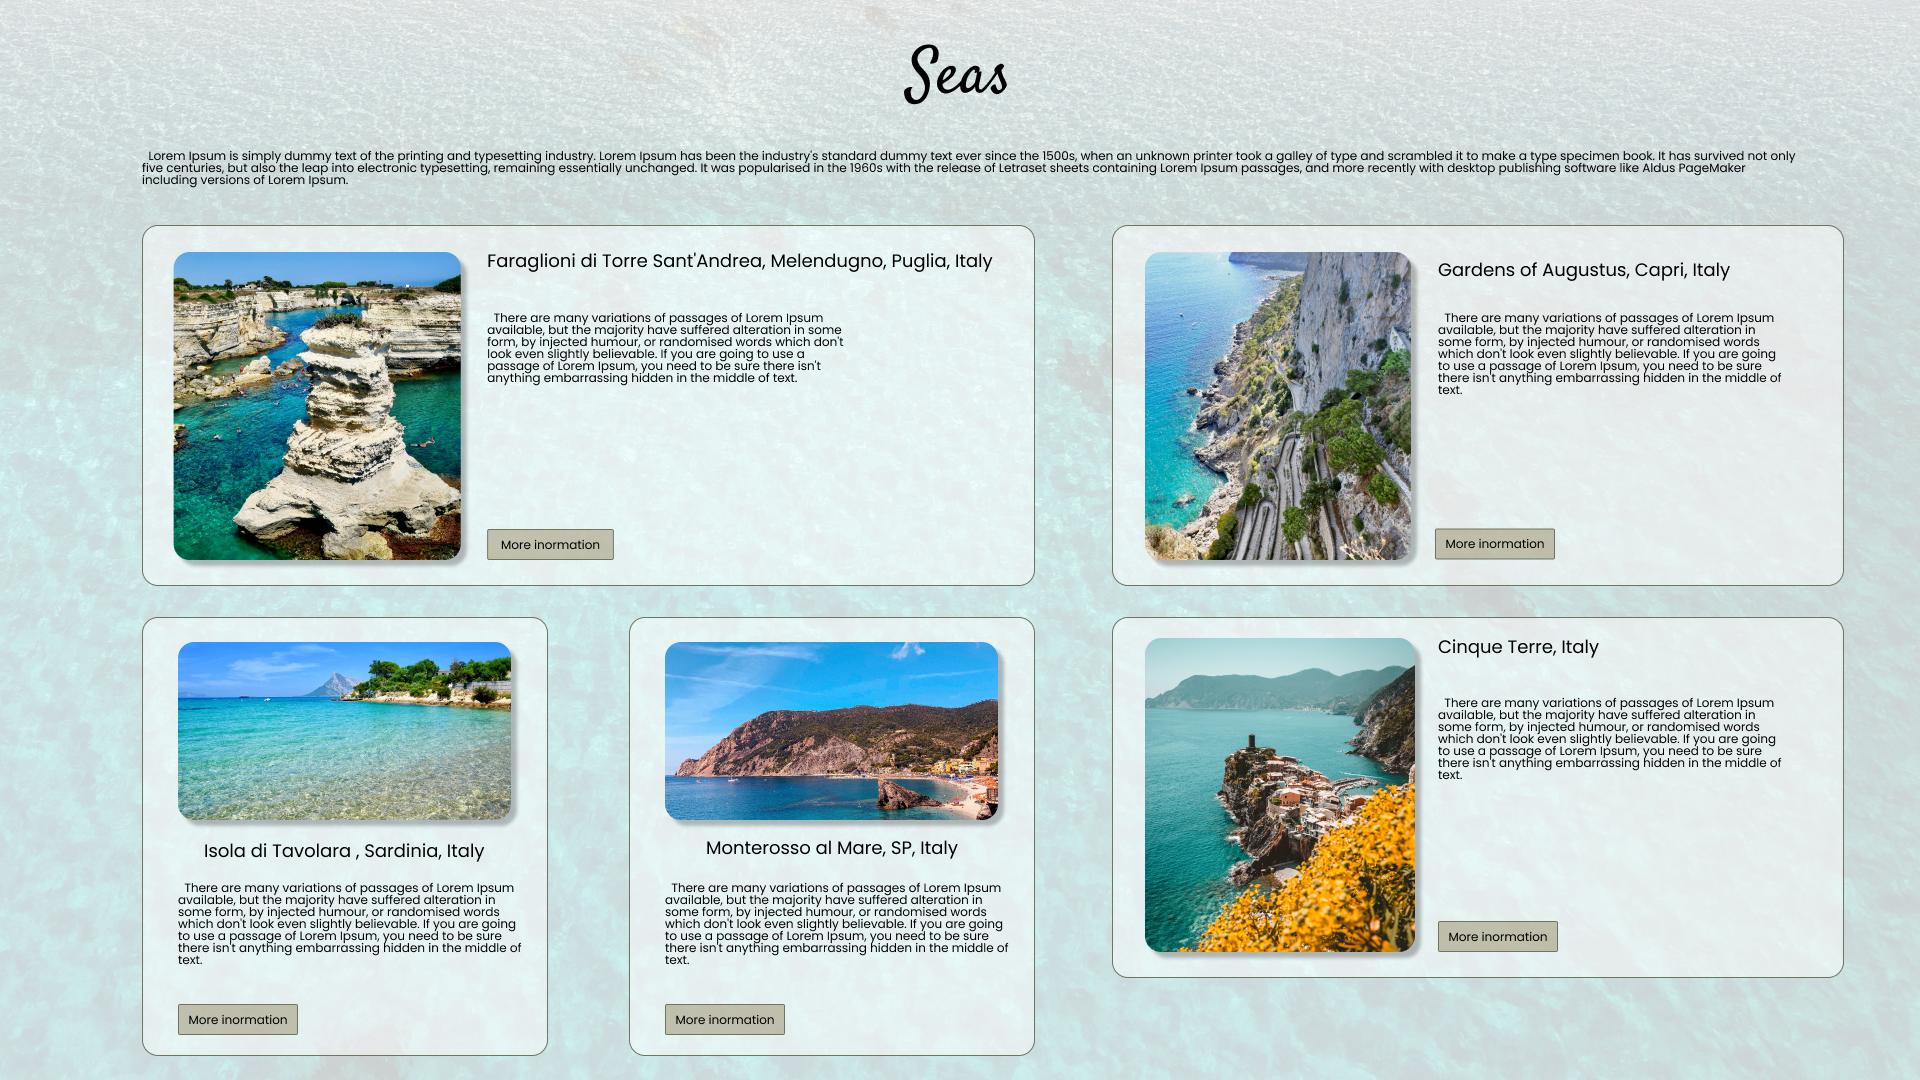 Seas
Lorem Ipsum is simply dummy text of the printing and typesetting industry. Lorem Ipsum has been the industry's standard dummy text ever since the 1500s, when an unknown printer took a galley of type and scrambled it to make a type specimen book. It has survived not only
five centuries, but also the leap into electronic typesetting, remaining essentially unchanged. It was popularised in the 1960s with the release of Letraset sheets containing Lorem Ipsum passages, and more recently with desktop publishing software like Aldus PageMaker
including versions of Lorem Ipsum.
Faraglioni di Torre Sant'Andrea, Melendugno, Puglia, Italy
There are many variations of passages of Lorem Ipsum
available, but the majority have suffered alteration in some
form, by injected humour, or randomised words which don't
look even slightly believable. If you are going to use a
passage of Lorem Ipsum, you need to be sure there isn't
anything embarrassing hidden in the middle of text.
More inormation
Gardens of Augustus, Capri, Italy
There are many variations of passages of Lorem Ipsum
available, but the majority have suffered alteration in
some form, by injected humour, or randomised words
which don't look even slightly believable. If you are going
to use a passage of Lorem Ipsum, you need to be sure
there isn't anything embarrassing hidden in the middle of
text.
More inormation
Isola di Tavolara , Sardinia, Italy
There are many variations of passages of Lorem Ipsum
available, but the majority have suffered alteration in
some form, by injected humour, or randomised words
which don't look even slightly believable. If you are going
to use a passage of Lorem Ipsum, you need to be sure
there isn't anything embarrassing hidden in the middle of
text.
More inormation
Monterosso al Mare, SP, Italy
There are many variations of passages of Lorem Ipsum
available, but the majority have suffered alteration in
some form, by injected humour, or randomised words
which don't look even slightly believable. If you are going
to use a passage of Lorem Ipsum, you need to be sure
there isn't anything embarrassing hidden in the middle of
text.
More inormation
Cinque Terre, Italy
There are many variations of passages of Lorem Ipsum
available, but the majority have suffered alteration in
some form, by injected humour, or randomised words
which don't look even slightly believable. If you are going
to use a passage of Lorem Ipsum, you need to be sure
there isn't anything embarrassing hidden in the middle of
text.
More inormation